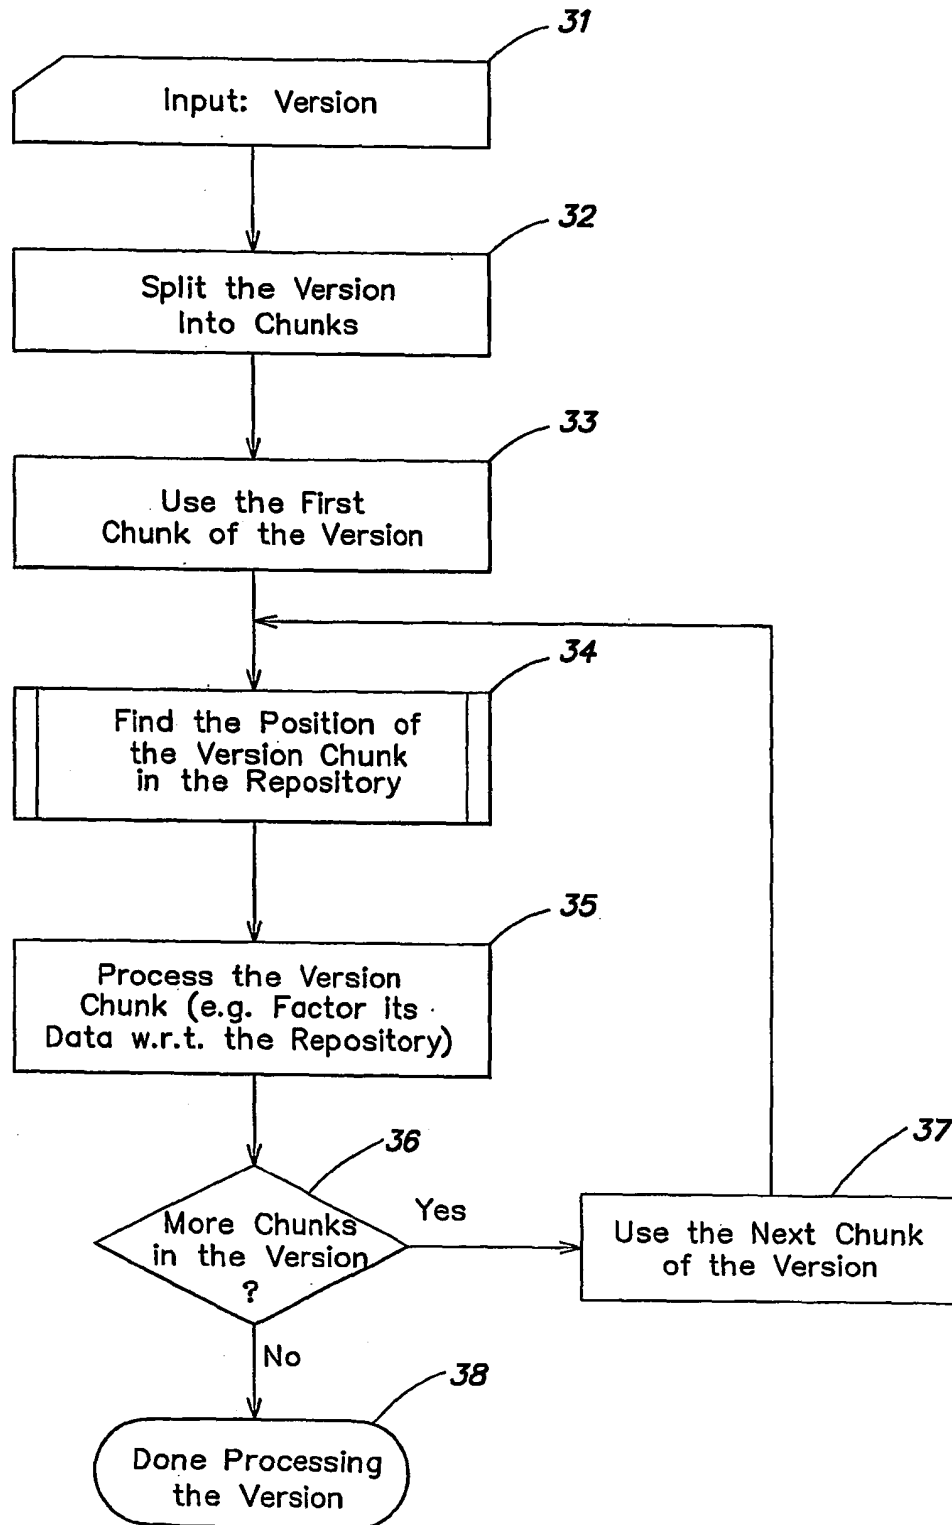 31
Input: Version
32
Split the Version
Into Chunks
33
Use the First
Chunk of the Version
34
Find the Position of
the Version Chunk
in the Repository
35
Process the Version
Chunk (e.g. Factor its
Data w.r.t. the Repository)
36
More Chunks
in the Version
?
Yes
37
Use the Next Chunk
of the Version
No
38
Done Processing
the Version